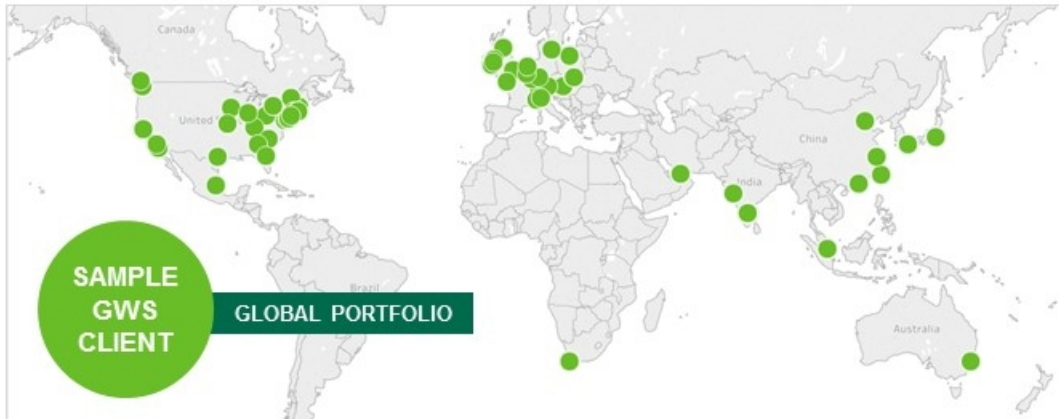 Canada
United
China
India
Brazil
Australia
SAMPLE
GWS
CLIENT
GLOBAL PORTFOLIO